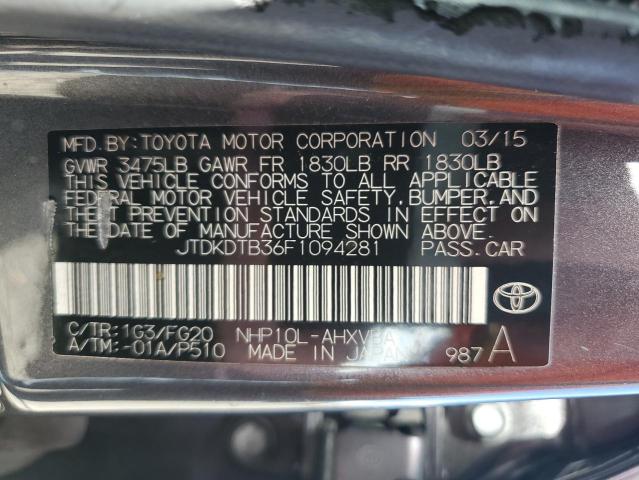 MFD. BY: TOYOTA MOTOR CORPORATION 03/15
GVWR 3475LB GAWR FR 1830LB RR 1830LB
THIS VEHICLE CONFORMS TO ALL APPLICABLE
FEDERAL MOTOR VEHICLE SAFETY, BUMPER, AND
THEFT PREVENTION STANDARDS IN EFFECT ON
THE DATE OF MANUFACTURE SHOWN ABOVE.
JTDKDTB36F1094281 PASS. CAR
C/TR: 1G3/FG20 NHP10L-AHXVBA
A/TM: -01A/P510 MADE IN JAPAN 987 A